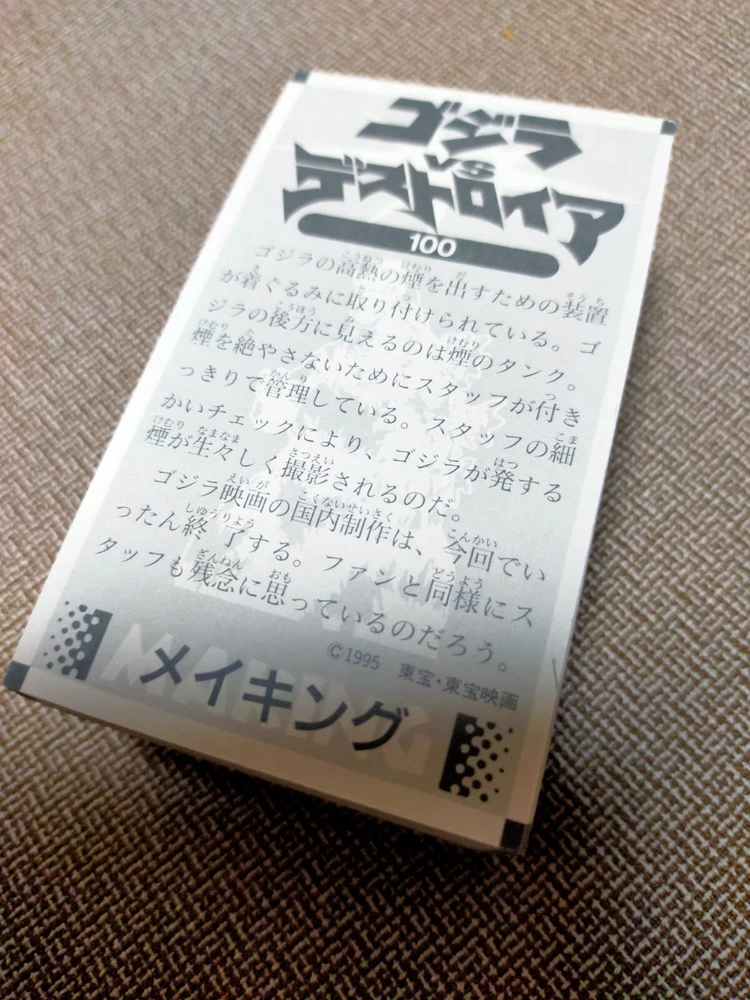 ゴジラ
VS
デストロイア
100
ゴジラの高熱の煙を出すための装置
が着ぐるみに取り付けられている。ゴ
ジラの後方に見えるのは煙のタンク。
煙を絶やさないためにスタッフが付き
っきりで管理している。スタッフの細
かいチェックにより、ゴジラが発する
煙が生々しく撮影されるのだ。
ゴジラ映画の国内制作は、今回でい
ったん終了する。ファンと同様にス
タッフも残念に思っているのだろう。
©1995 東宝・東宝映画
MAKING
メイキング